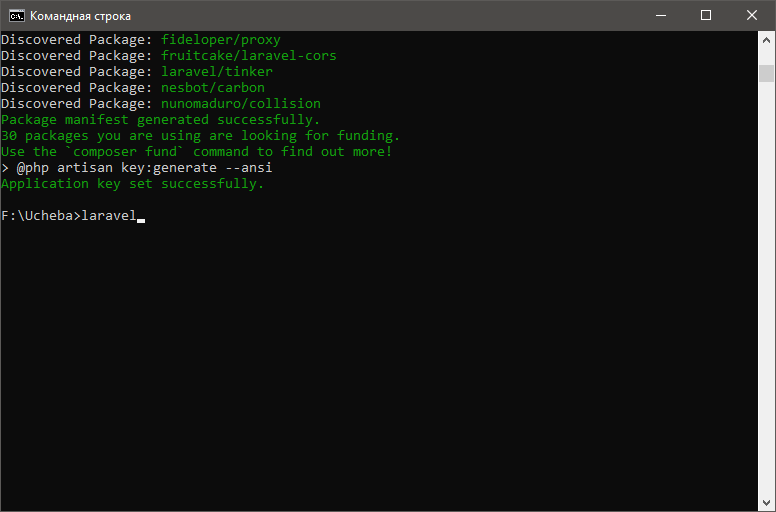 Командная строка
Discovered Package: fideloper/proxy
Discovered Package: fruitcake/laravel-cors
Discovered Package: laravel/tinker
Discovered Package: nesbot/carbon
Discovered Package: nunomaduro/collision
Package manifest generated successfully.
30 packages you are using are looking for funding.
Use the `composer fund` command to find out more!
> @php artisan key:generate --ansi
Application key set successfully.
F:\Ucheba>laravel